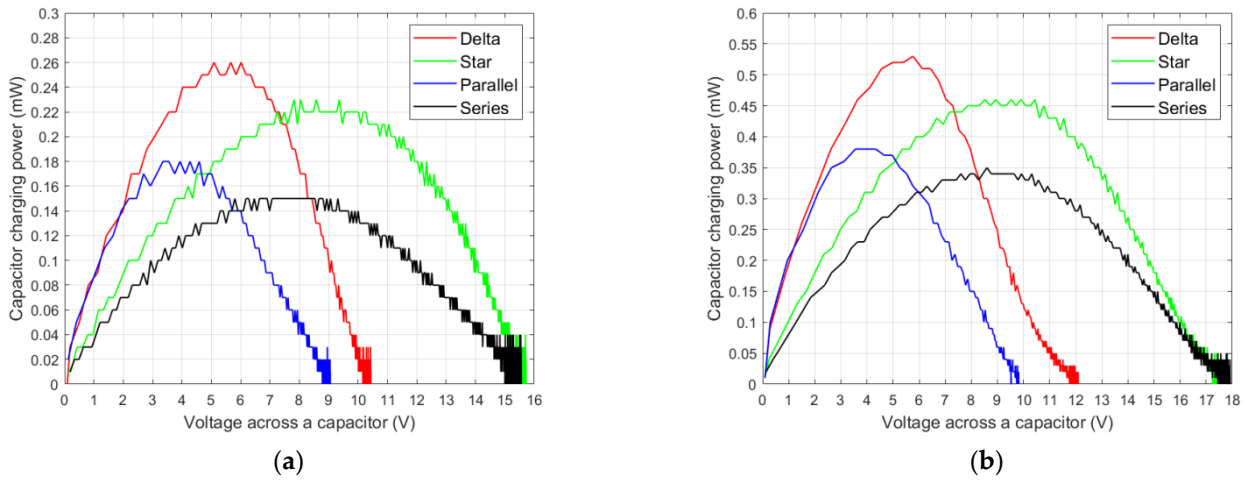 0.3
0.28
0.26
0.24
0.22
0.2
0.18
0.16
0.14
0.12
0.1
0.08
0.06
0.04
0.02
0
Capacitor charging power (mW)
Delta
Star
Parallel
Series
0 1 2 3 4 5 6 7 8 9 10 11 12 13 14 15 16
Voltage across a capacitor (V)
(a)
0.6
0.55
0.5
0.45
0.4
0.35
0.3
0.25
0.2
0.15
0.1
0.05
0
Capacitor charging power (mW)
Delta
Star
Parallel
Series
0 1 2 3 4 5 6 7 8 9 10 11 12 13 14 15 16 17 18
Voltage across a capacitor (V)
(b)